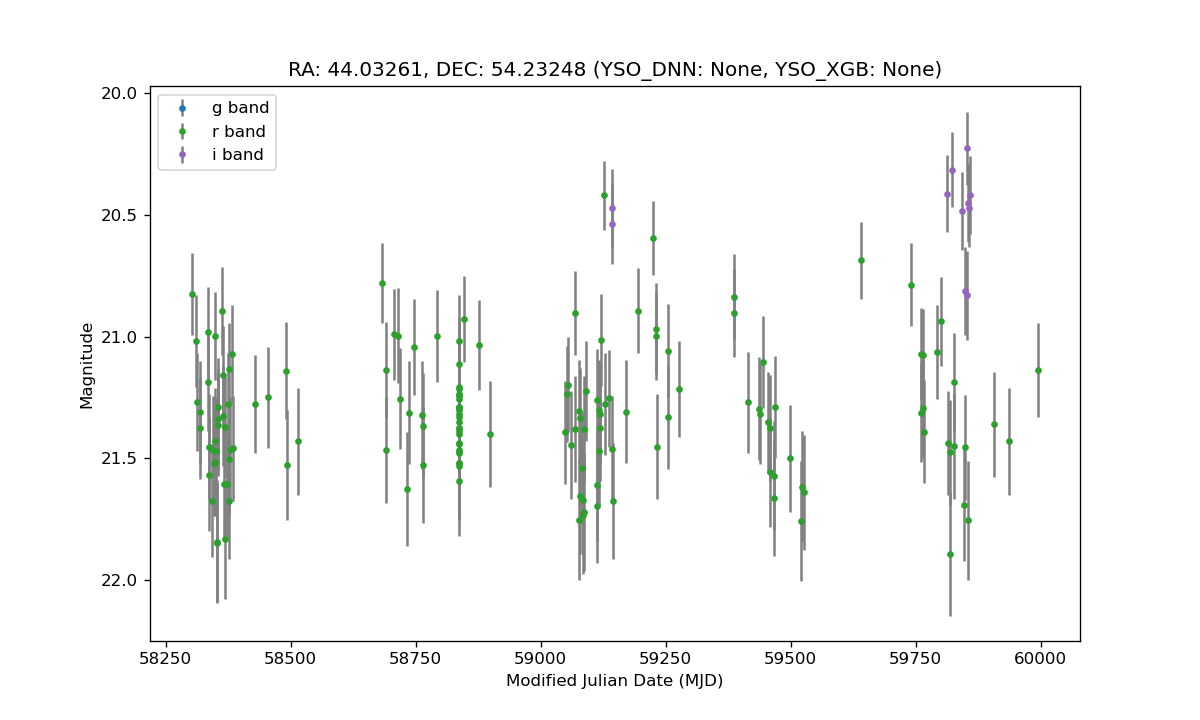 RA: 44.03261, DEC: 54.23248 (YSO_DNN: None, YSO_XGB: None)
g band
r band
i band
20.0
20.5
21.0
21.5
22.0
Magnitude
58250 58500 58750 59000 59250 59500 59750 60000
Modified Julian Date (MJD)